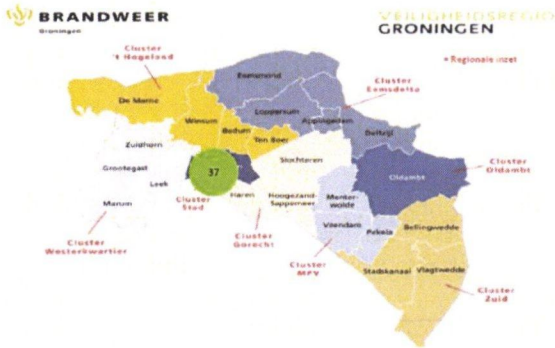 BRANDWEER
Groningen
VEILIGHEIDSREGIO
GRONINGEN
Cluster
't Hogeland
Eemsmond
Cluster
Eemsdelta
• Regionale inzet
De Marne
Loppersum
Winsum
Appingedam
Bedum
Ten Boer
Delfzijl
Zuidhorn
Slochteren
Cluster
Oldambt
Grootegast
37
Oldambt
Leek
Haren
Hoogezand-
Sappemeer
Menter-
wolde
Marum
Cluster
Stad
Veendam
Pekela
Bellingwedde
Cluster
Westerkwartier
Cluster
Gorecht
Cluster
MPV
Stadskanaal
Vlagtwedde
Cluster
Zuid